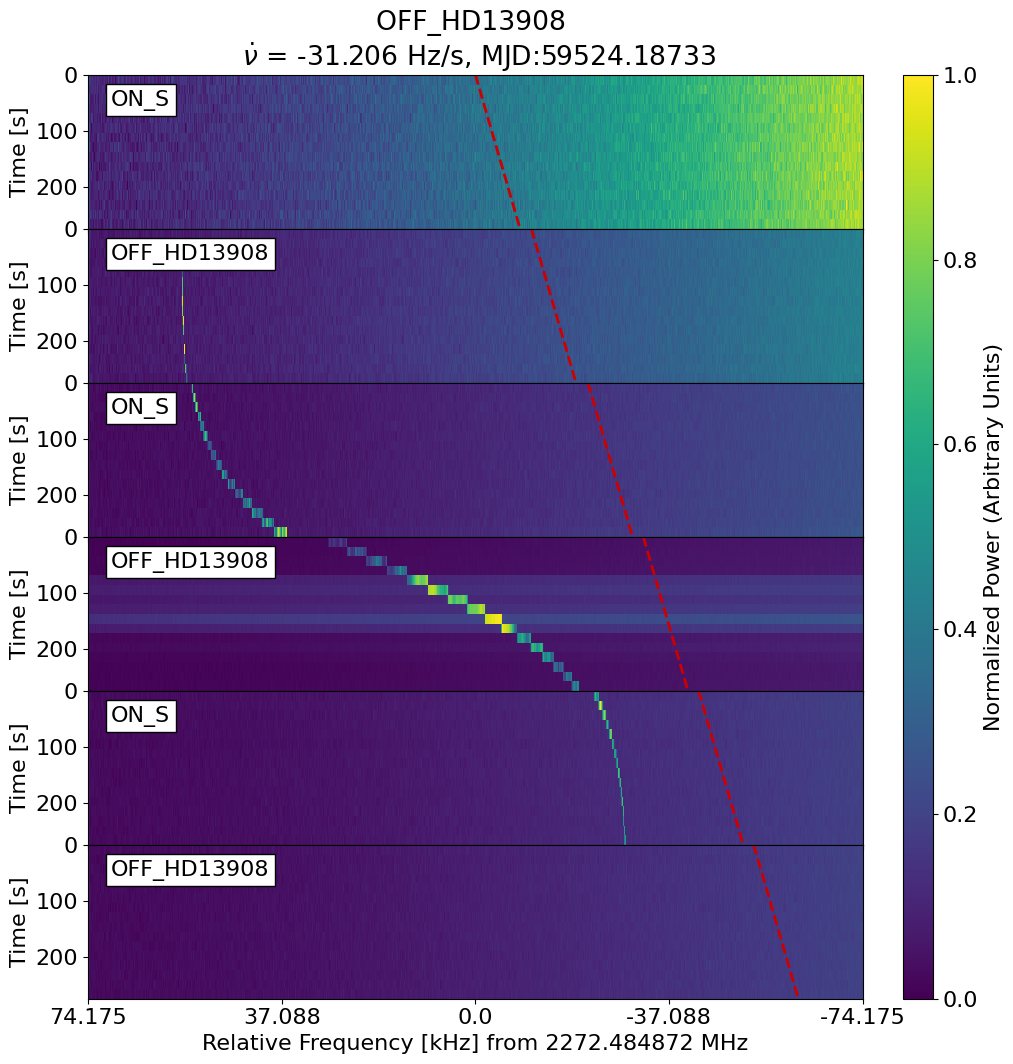 OFF_HD13908
ν̇ = -31.206 Hz/s, MJD:59524.18733
0
ON_S
100
200
Time [s]
0
OFF_HD13908
100
200
Time [s]
0
ON_S
100
200
Time [s]
0
OFF_HD13908
100
200
Time [s]
0
ON_S
100
200
Time [s]
0
OFF_HD13908
100
200
Time [s]
74.175 37.088 0.0 -37.088 -74.175
Relative Frequency [kHz] from 2272.484872 MHz
1.0
0.8
0.6
0.4
0.2
0.0
Normalized Power (Arbitrary Units)